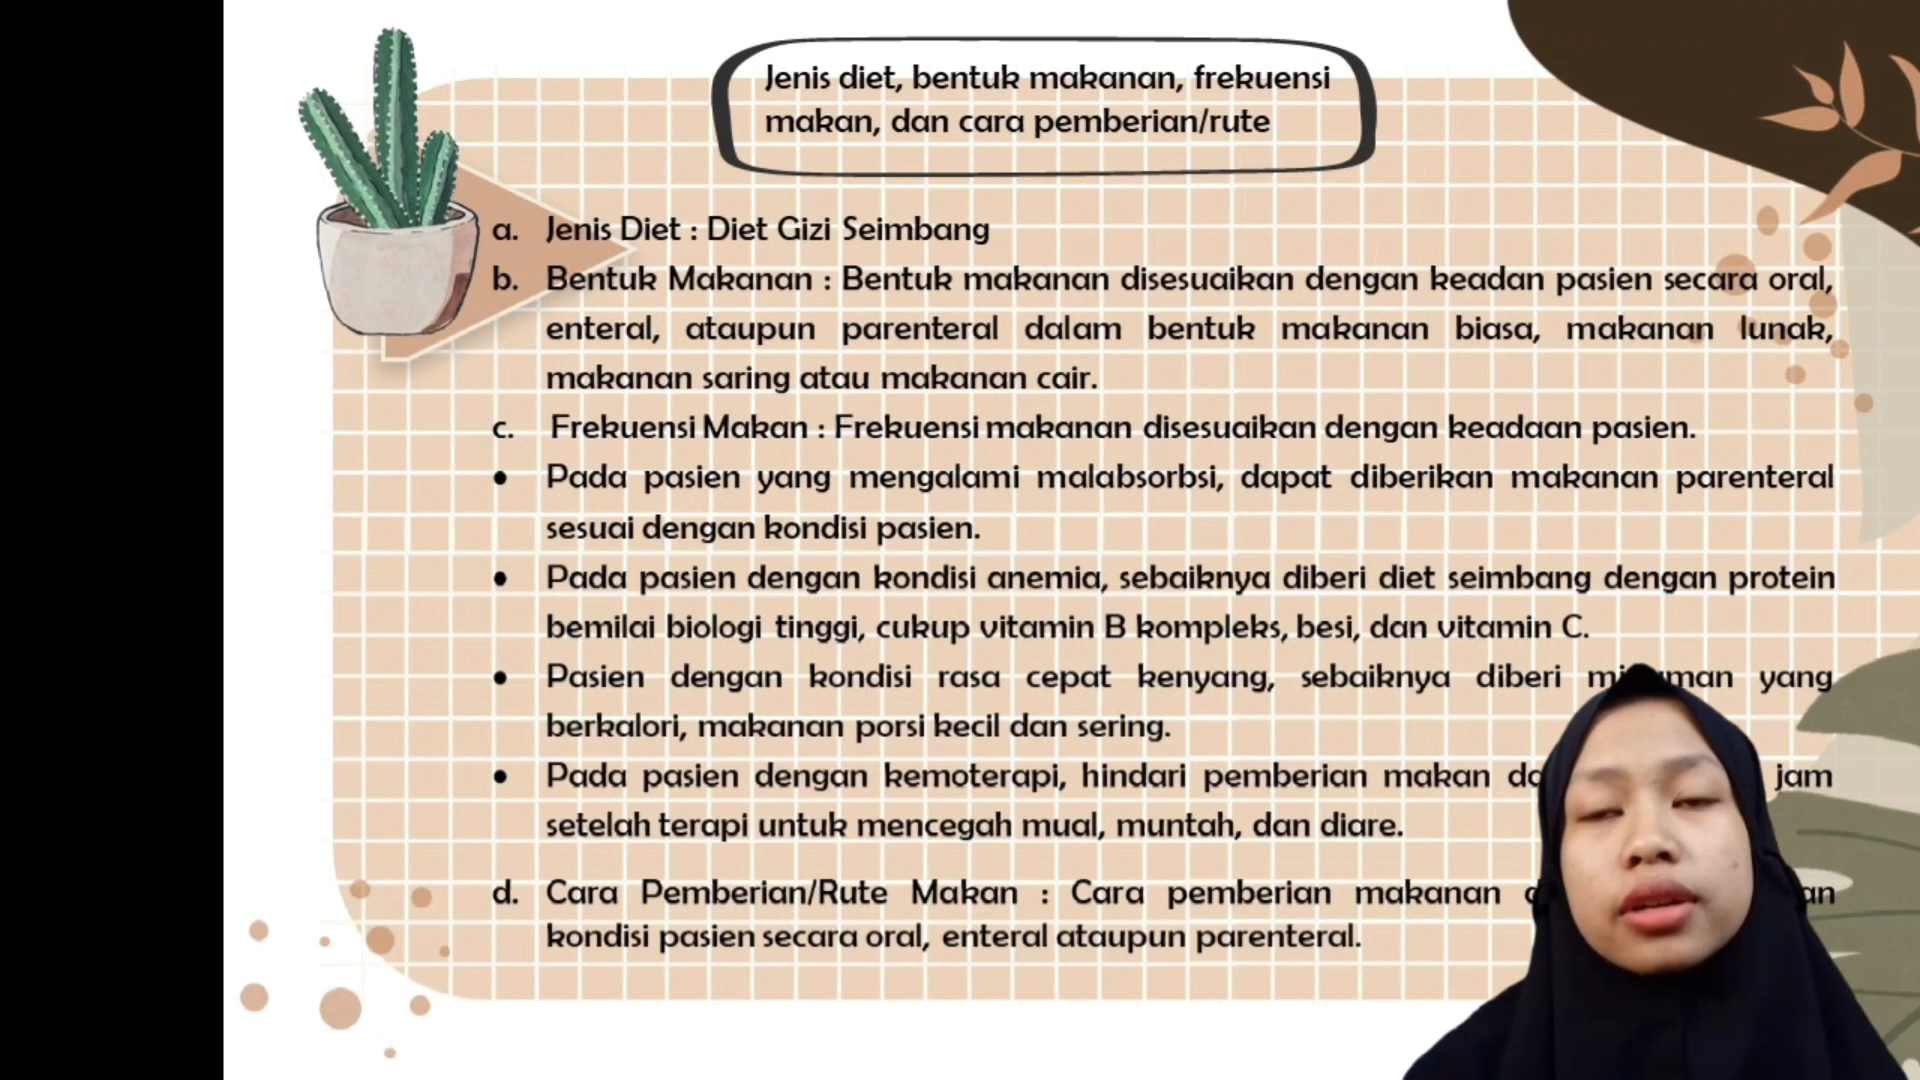 Jenis diet, bentuk makanan, frekuensi
makan, dan cara pemberian/rute
a. Jenis Diet : Diet Gizi Seimbang
b. Bentuk Makanan : Bentuk makanan disesuaikan dengan keadan pasien secara oral,
enteral, ataupun parenteral dalam bentuk makanan biasa, makanan lunak,
makanan saring atau makanan cair.
c. Frekuensi Makan : Frekuensi makanan disesuaikan dengan keadaan pasien.
• Pada pasien yang mengalami malabsorbsi, dapat diberikan makanan parenteral
sesuai dengan kondisi pasien.
• Pada pasien dengan kondisi anemia, sebaiknya diberi diet seimbang dengan protein
bemilai biologi tinggi, cukup vitamin B kompleks, besi, dan vitamin C.
• Pasien dengan kondisi rasa cepat kenyang, sebaiknya diberi yang
berkalori, makanan porsi kecil dan sering.
• Pada pasien dengan kemoterapi, hindari pemberian makan jam
setelah terapi untuk mencegah mual, muntah, dan diare.
d. Cara Pemberian/Rute Makan : Cara pemberian makanan
kondisi pasien secara oral, enteral ataupun parenteral.